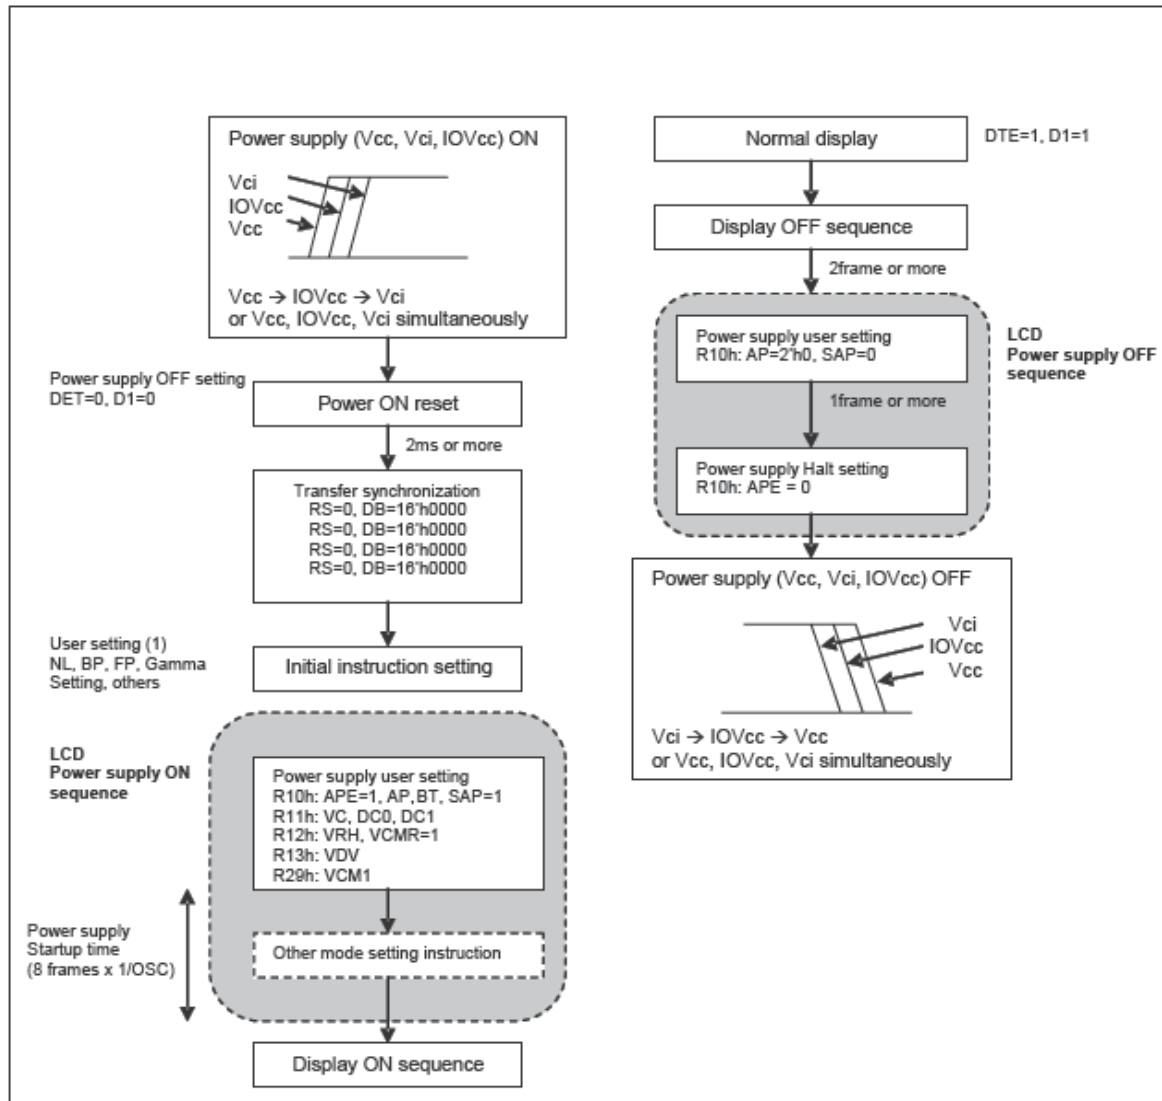 Power supply (Vcc, Vci, IOVcc) ON
Vci
IOVcc
Vcc
Vcc → IOVcc → Vci
or Vcc, IOVcc, Vci simultaneously
Power supply OFF setting
DET=0, D1=0
Power ON reset
2ms or more
Transfer synchronization
RS=0, DB=16'h0000
RS=0, DB=16'h0000
RS=0, DB=16'h0000
RS=0, DB=16'h0000
User setting (1)
NL, BP, FP, Gamma
Setting, others
Initial instruction setting
LCD
Power supply ON
sequence
Power supply user setting
R10h: APE=1, AP,BT, SAP=1
R11h: VC, DC0, DC1
R12h: VRH, VCMR=1
R13h: VDV
R29h: VCM1
Power supply
Startup time
(8 frames x 1/OSC)
Other mode setting instruction
Display ON sequence
Normal display
DTE=1, D1=1
Display OFF sequence
2frame or more
Power supply user setting
R10h: AP=2'h0, SAP=0
LCD
Power supply OFF
sequence
1frame or more
Power supply Halt setting
R10h: APE = 0
Power supply (Vcc, Vci, IOVcc) OFF
Vci
IOVcc
Vcc
Vci → IOVcc → Vcc
or Vcc, IOVcc, Vci simultaneously